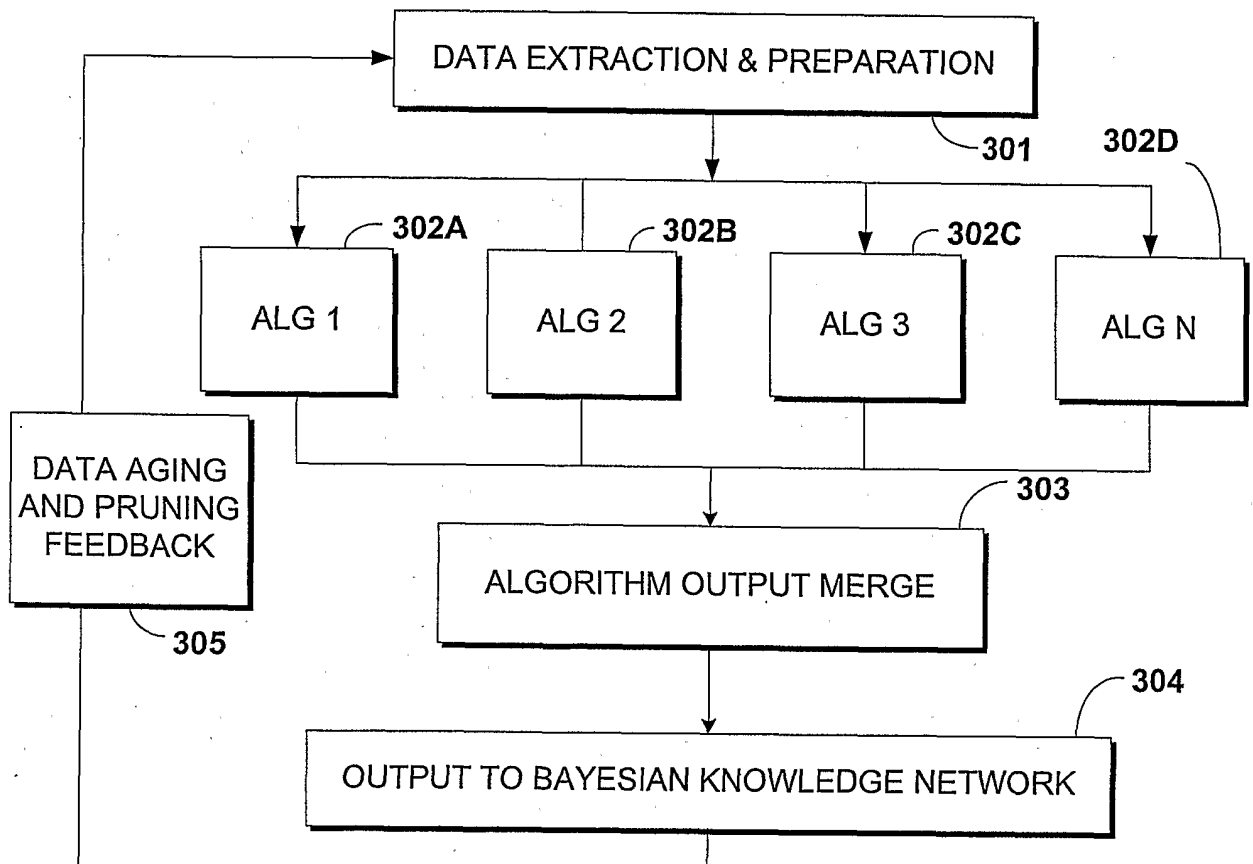 DATA EXTRACTION & PREPARATION
301
302D
302A
302B
302C
ALG 1
ALG 2
ALG 3
ALG N
DATA AGING
AND PRUNING
FEEDBACK
305
303
ALGORITHM OUTPUT MERGE
304
OUTPUT TO BAYESIAN KNOWLEDGE NETWORK